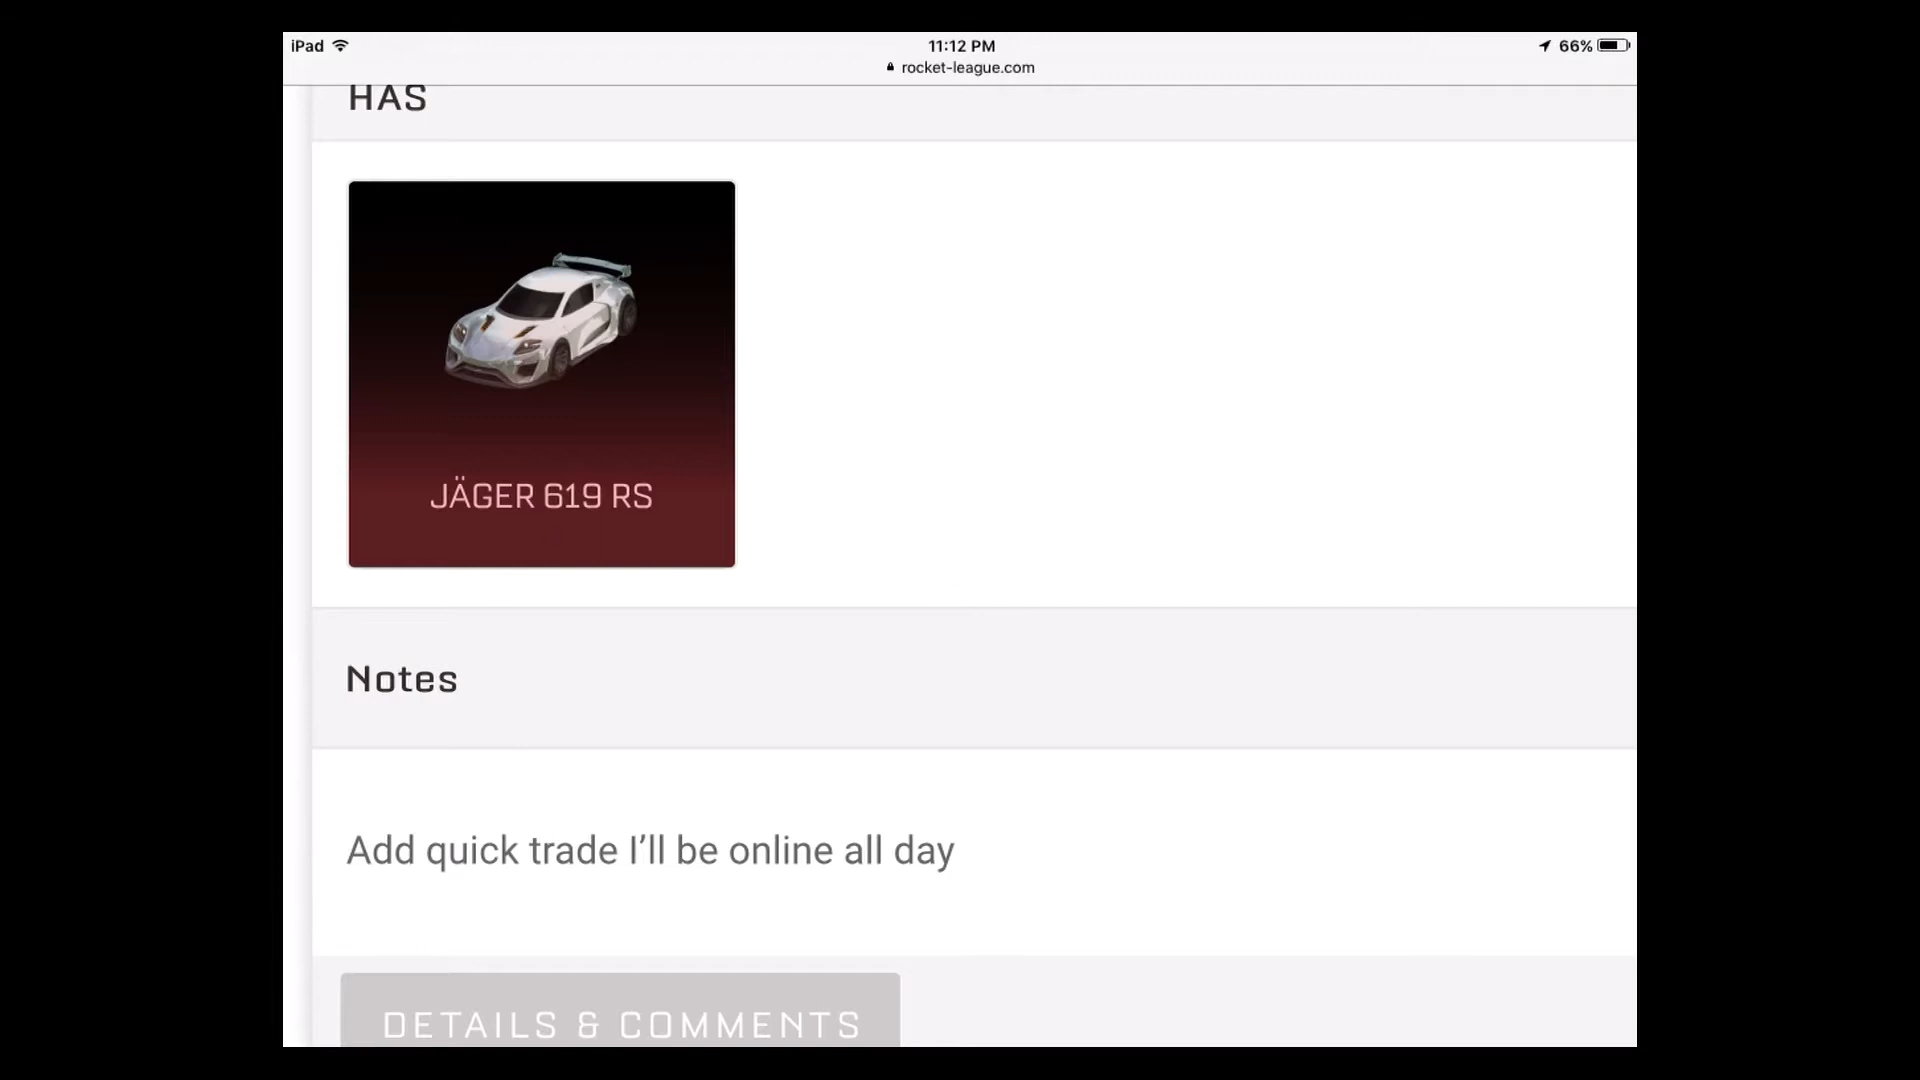 iPad
11:12 PM
66%
rocket-league.com
HAS
JÄGER 619 RS
Notes
Add quick trade I’ll be online all day
DETAILS & COMMENTS